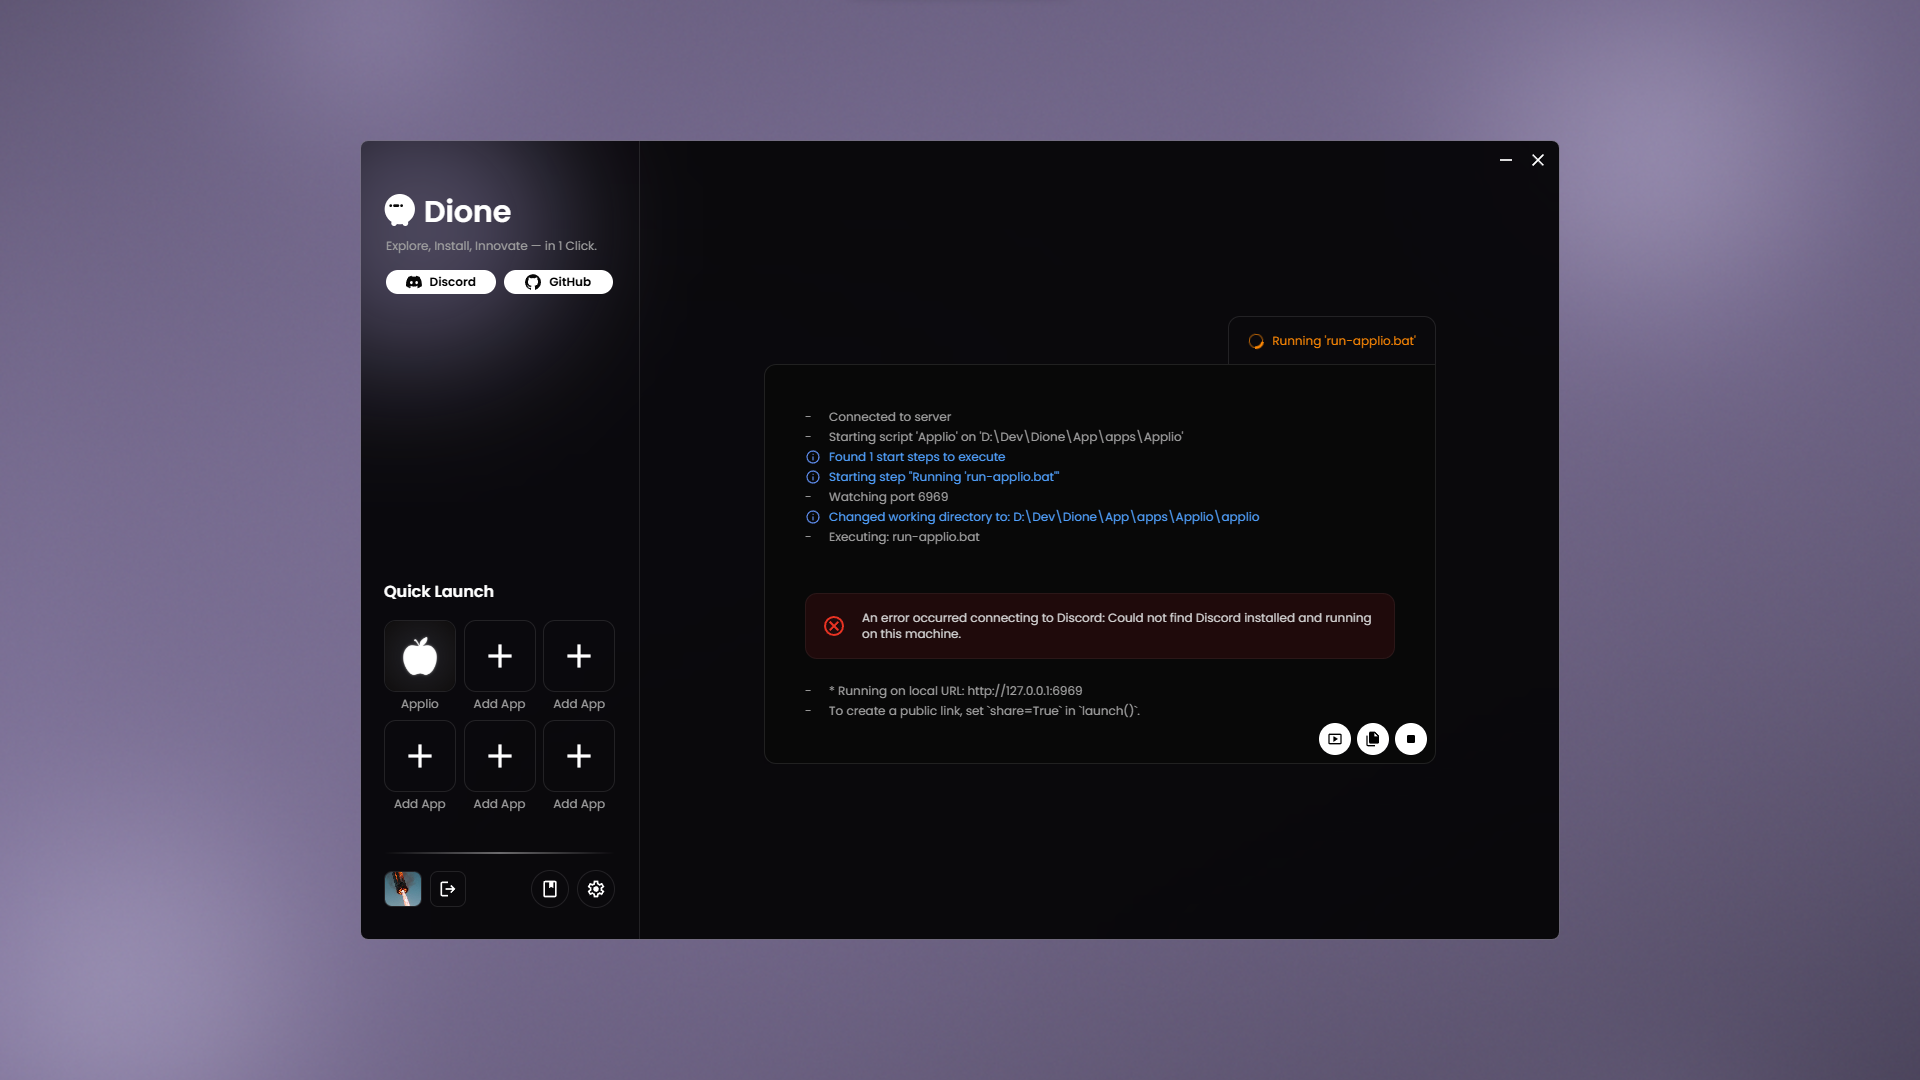 Dione
Explore, Install, Innovate — in 1 Click.
Discord
GitHub
Quick Launch
Applio
Add App
Add App
Add App
Add App
Add App
Running 'run-applio.bat'
- Connected to server
- Starting script 'Applio' on 'D:\Dev\Dione\App\apps\Applio'
Found 1 start steps to execute
Starting step "Running 'run-applio.bat'"
- Watching port 6969
Changed working directory to: D:\Dev\Dione\App\apps\Applio\applio
- Executing: run-applio.bat
An error occurred connecting to Discord: Could not find Discord installed and running
on this machine.
- * Running on local URL: http://127.0.0.1:6969
- To create a public link, set `share=True` in `launch()`.